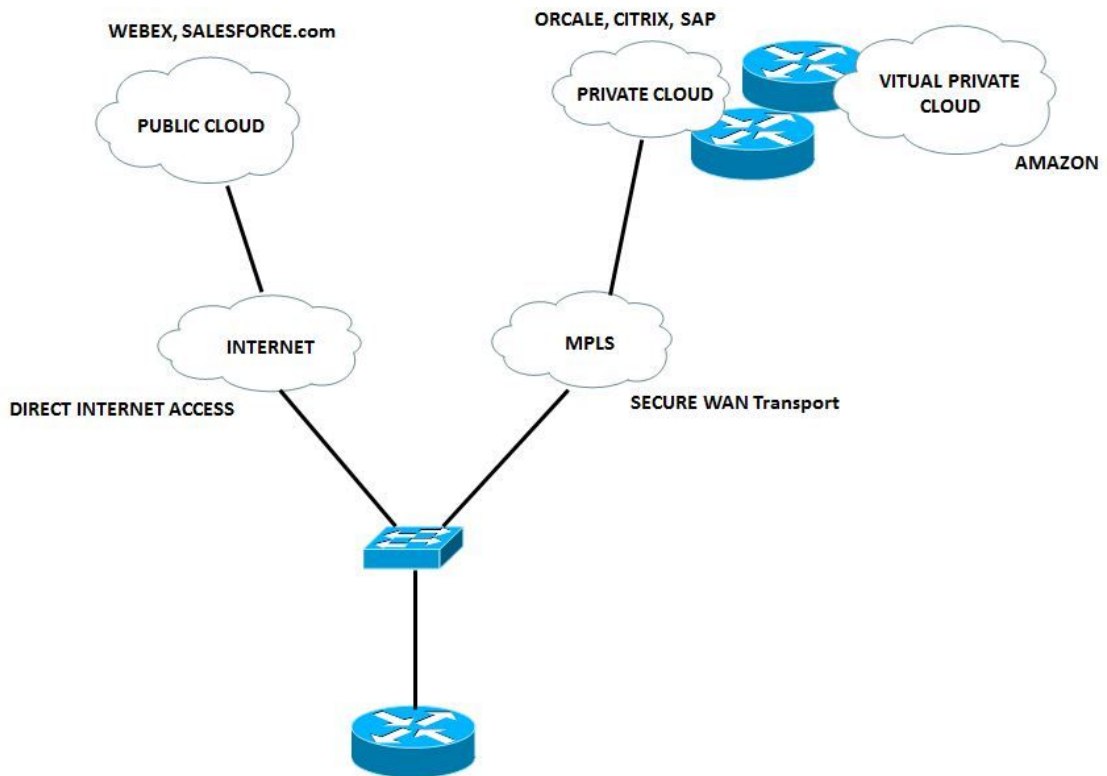 WEBEX, SALESFORCE.com
PUBLIC CLOUD
ORCALE, CITRIX, SAP
PRIVATE CLOUD
VITUAL PRIVATE
CLOUD
AMAZON
INTERNET
DIRECT INTERNET ACCESS
MPLS
SECURE WAN Transport